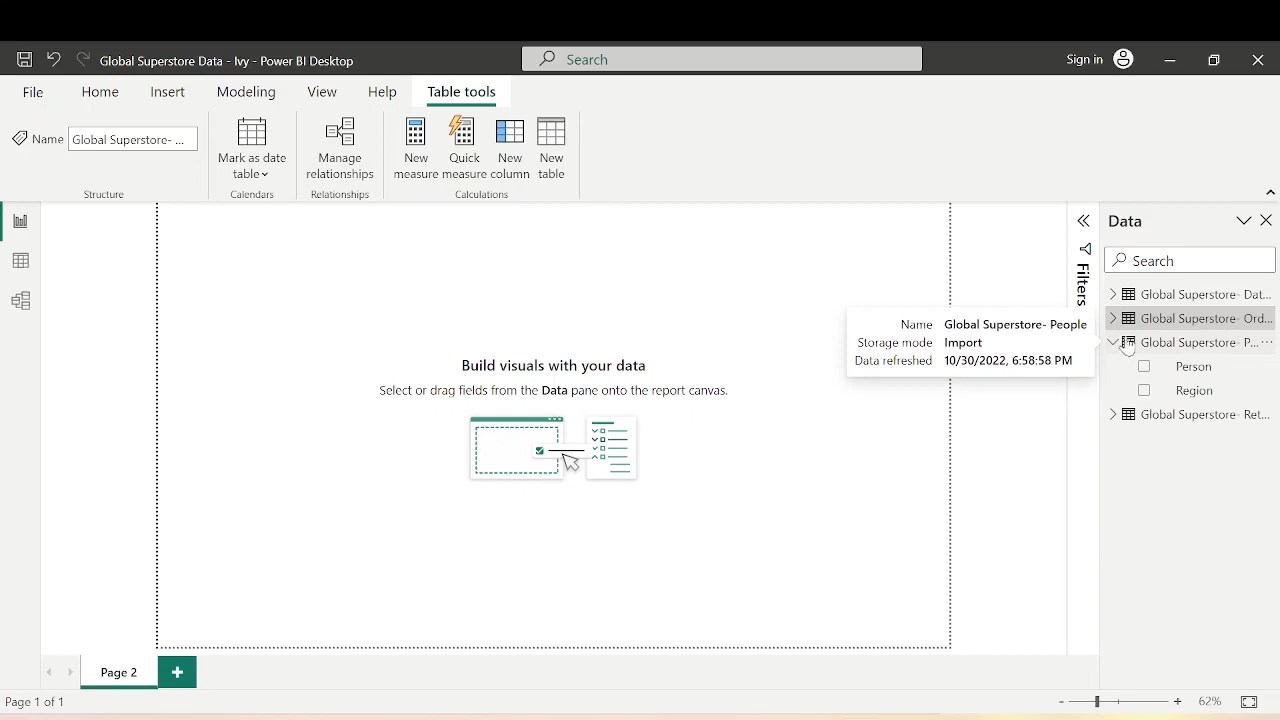 Global Superstore Data - Ivy - Power BI Desktop
Search
Sign in
File
Home
Insert
Modeling
View
Help
Table tools
Name
Global Superstore- ...
Structure
Mark as date
table
Calendars
Manage
relationships
Relationships
New
measure
Quick
measure
New
column
New
table
Calculations
Build visuals with your data
Select or drag fields from the Data pane onto the report canvas.
Filters
Name Global Superstore- People
Storage mode Import
Data refreshed 10/30/2022, 6:58:58 PM
Data
Search
Global Superstore- Dat...
Global Superstore- Ord...
Global Superstore- P...
Person
Region
Global Superstore- Ret...
Page 2
Page 1 of 1
62%